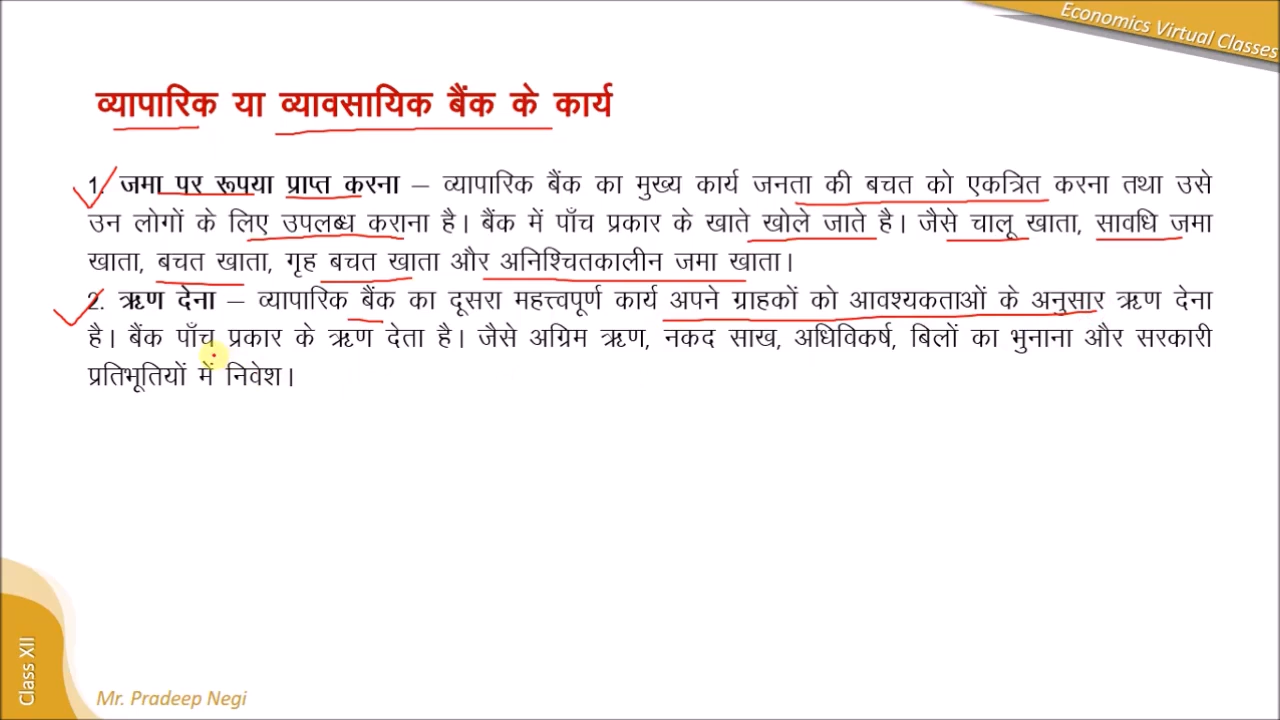 Economics Virtual Classes
व्यापारिक या व्यावसायिक बैंक के कार्य
1. जमा पर रूपया प्राप्त करना – व्यापारिक बैंक का मुख्य कार्य जनता की बचत को एकत्रित करना तथा उसे
उन लोगों के लिए उपलब्ध कराना है। बैंक में पाँच प्रकार के खाते खोले जाते है। जैसे चालू खाता, सावधि जमा
खाता, बचत खाता, गृह बचत खाता और अनिश्चितकालीन जमा खाता।
2. ऋण देना – व्यापारिक बैंक का दूसरा महत्त्वपूर्ण कार्य अपने ग्राहकों को आवश्यकताओं के अनुसार ऋण देना
है। बैंक पाँच प्रकार के ऋण देता है। जैसे अग्रिम ऋण, नकद साख, अधिविकर्ष, बिलों का भुनाना और सरकारी
प्रतिभूतियों में निवेश।
Class XII
Mr. Pradeep Negi